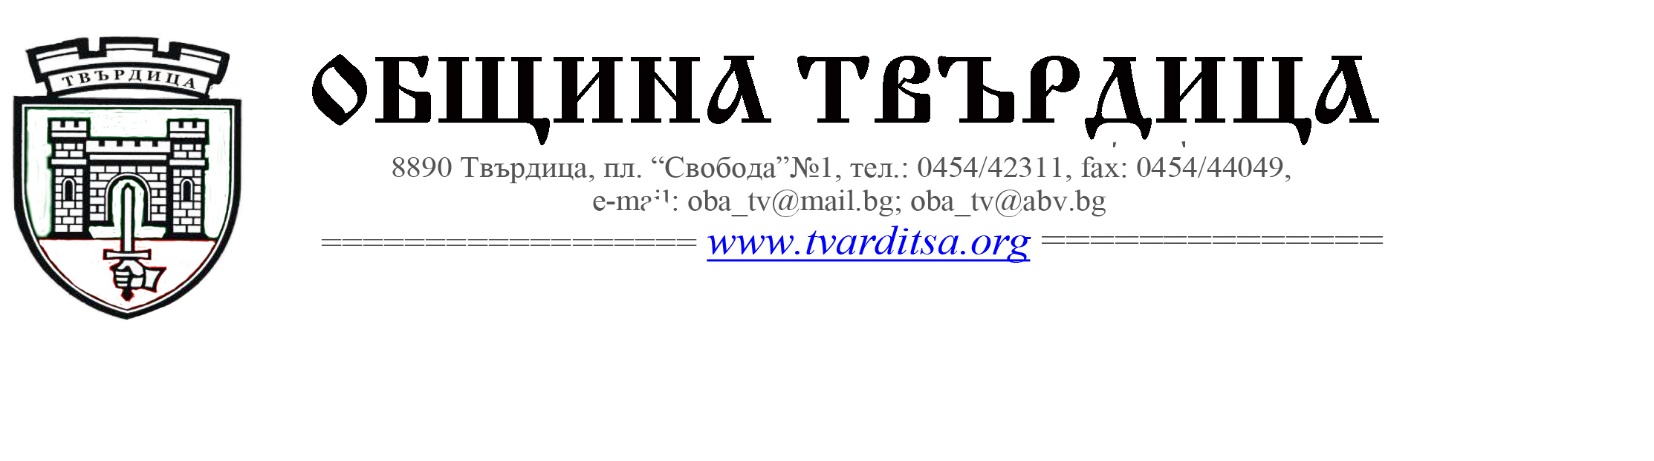 ТВЪРДИЦА
ОБЩИНА ТВЪРДИЦА
8890 Твърдица, пл. “Свобода”№1, тел.: 0454/42311, fax: 0454/44049,
e-mail: oba_tv@mail.bg; oba_tv@abv.bg
================== www.tvarditsa.org ==============